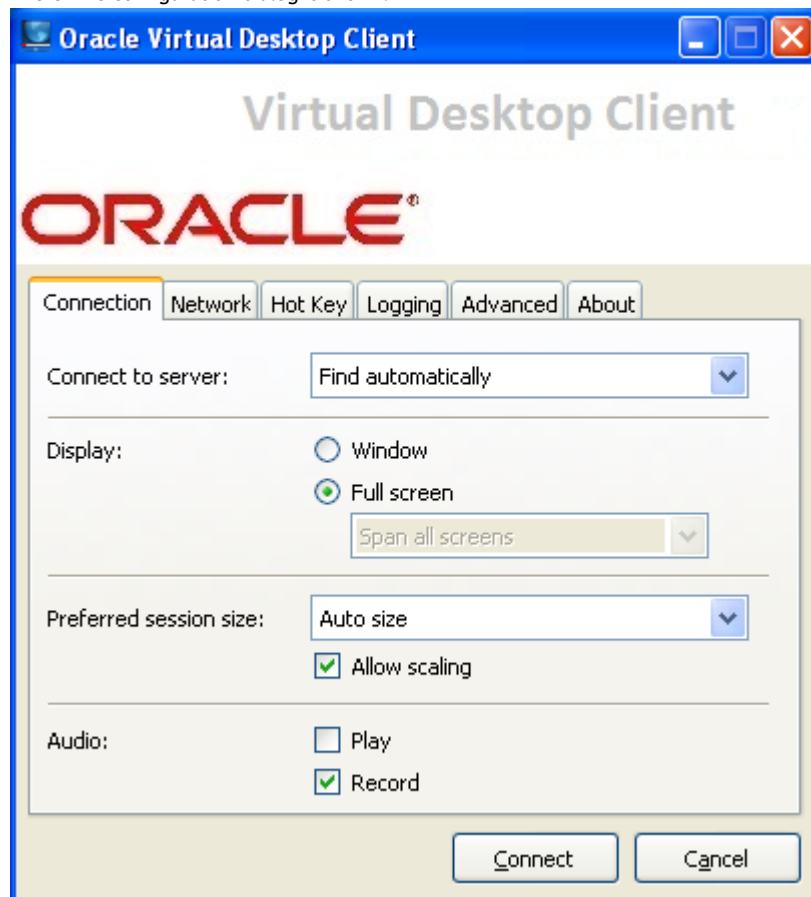 Oracle Virtual Desktop Client
Virtual Desktop Client
ORACLE®
Connection Network Hot Key Logging Advanced About
Connect to server: Find automatically
Display: Window
Full screen
Span all screens
Preferred session size: Auto size
Allow scaling
Audio: Play
Record
Connect Cancel